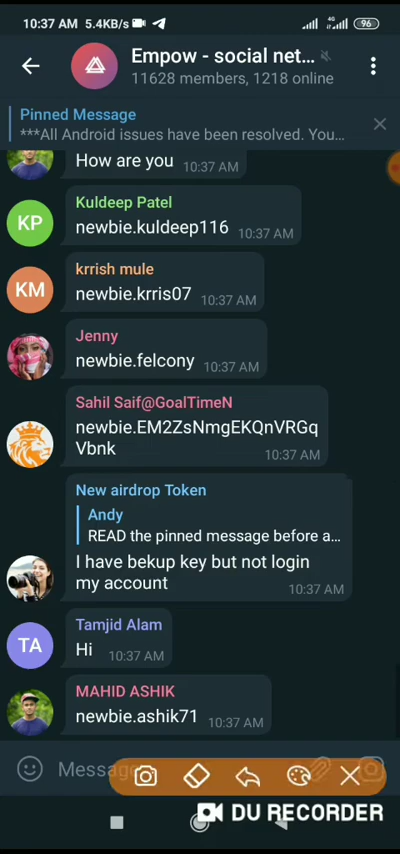 10:37 AM 5.4KB/s 4G 96
Empow - social net...
11628 members, 1218 online
Pinned Message
***All Android issues have been resolved. You...
How are you 10:37 AM
Kuldeep Patel
KP
newbie.kuldeep116 10:37 AM
krrish mule
KM
newbie.krris07 10:37 AM
Jenny
newbie.felcony 10:37 AM
Sahil Saif@GoalTimeN
newbie.EM2ZsNmgEKQnVRGq
Vbnk 10:37 AM
New airdrop Token
Andy
READ the pinned message before a...
I have bekup key but not login
my account 10:37 AM
Tamjid Alam
TA
Hi 10:37 AM
MAHID ASHIK
newbie.ashik71 10:37 AM
Message
DU RECORDER